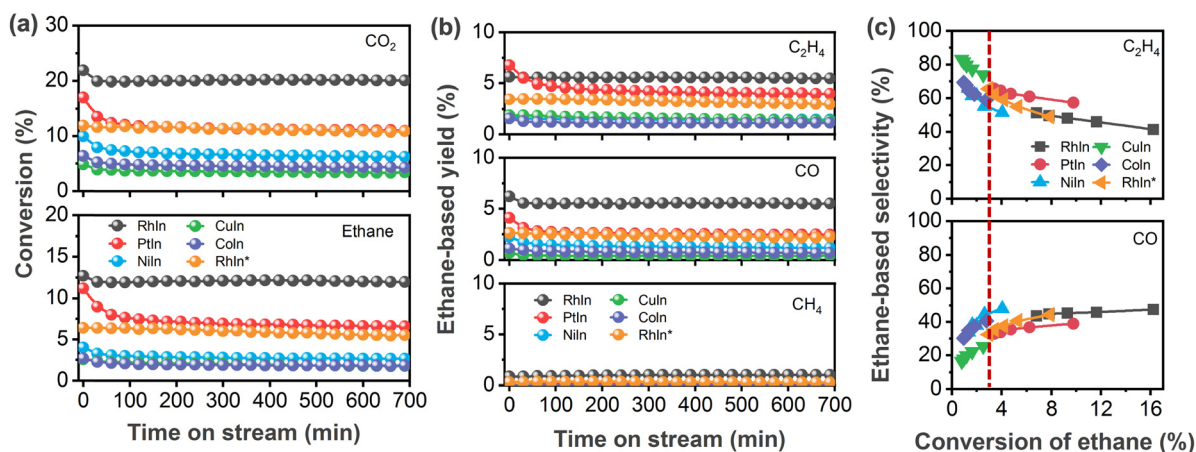 (a)
Conversion (%)
30
20
10
0
CO2
20
15
10
5
0
Ethane
RhIn
PtIn
NiIn
CuIn
CoIn
RhIn*
0 100 200 300 400 500 600 700
Time on stream (min)
(b)
Ethane-based yield (%)
10
5
0
C2H4
10
5
0
CO
10
5
0
CH4
RhIn
PtIn
NiIn
CuIn
CoIn
RhIn*
0 100 200 300 400 500 600 700
Time on stream (min)
(c)
Ethane-based selectivity (%)
100
80
60
40
20
0
C2H4
RhIn
PtIn
NiIn
CuIn
CoIn
RhIn*
100
80
60
40
20
0
CO
0 4 8 12 16
Conversion of ethane (%)